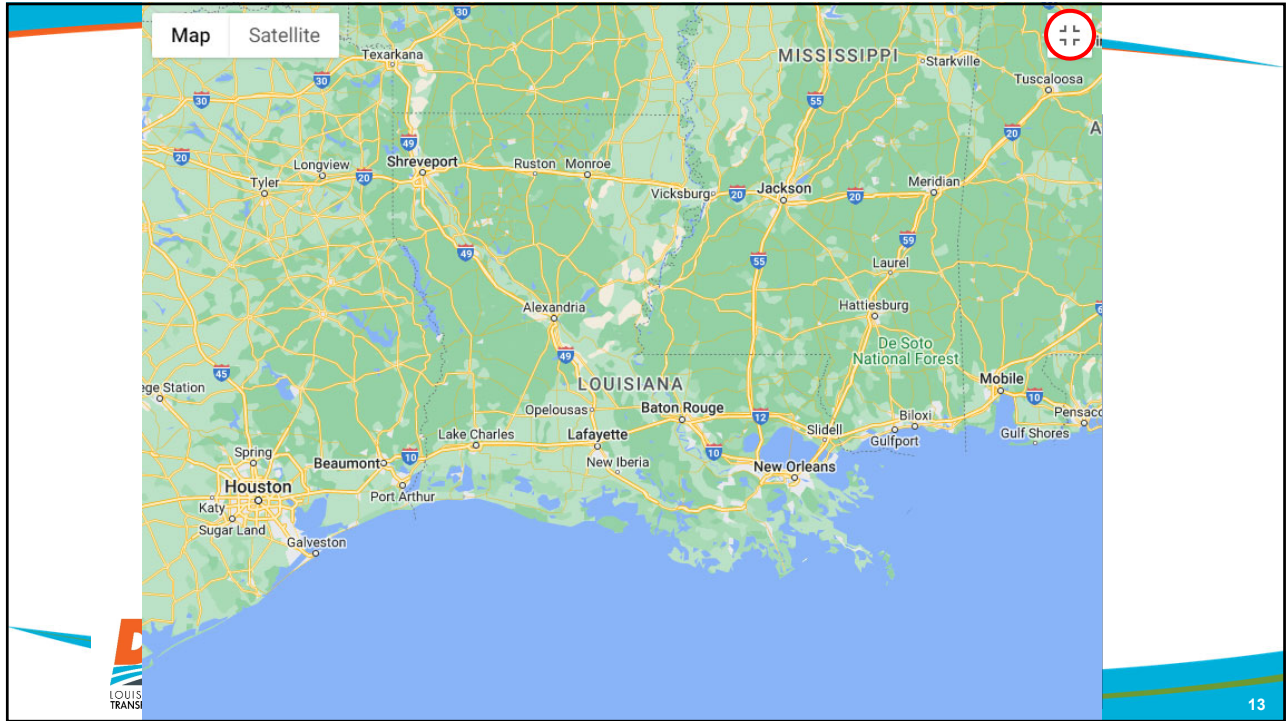 Map Satellite
30
Texarkana
MISSISSIPPI
Starkville
30
Tuscaloosa
30
55
49
20
A
20
Longview
Shreveport
Ruston
Monroe
20
Tyler
Vicksburg
20
Jackson
20
Meridian
49
59
55
Laurel
Alexandria
Hattiesburg
De Soto
National Forest
49
45
ege Station
LOUISIANA
Mobile
10
Opelousas
Baton Rouge
12
Biloxi
Pensaco
Lake Charles
Lafayette
Slidell
Gulfport
Gulf Shores
Spring
Beaumont
10
New Iberia
10
New Orleans
Houston
Port Arthur
Katy
Sugar Land
Galveston
D
LOUIS
TRANSI
13